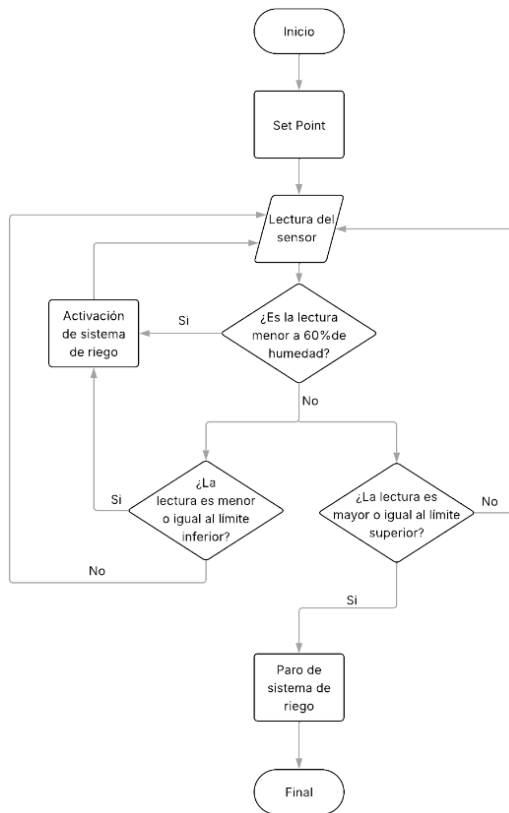 Inicio
Set Point
Lectura del
sensor
¿Es la lectura
menor a 60%de
humedad?
Si
Activación
de sistema
de riego
No
¿La
lectura es menor
o igual al límite
inferior?
Si
No
¿La lectura es
mayor o igual al límite
superior?
No
Si
Paro de
sistema de
riego
Final